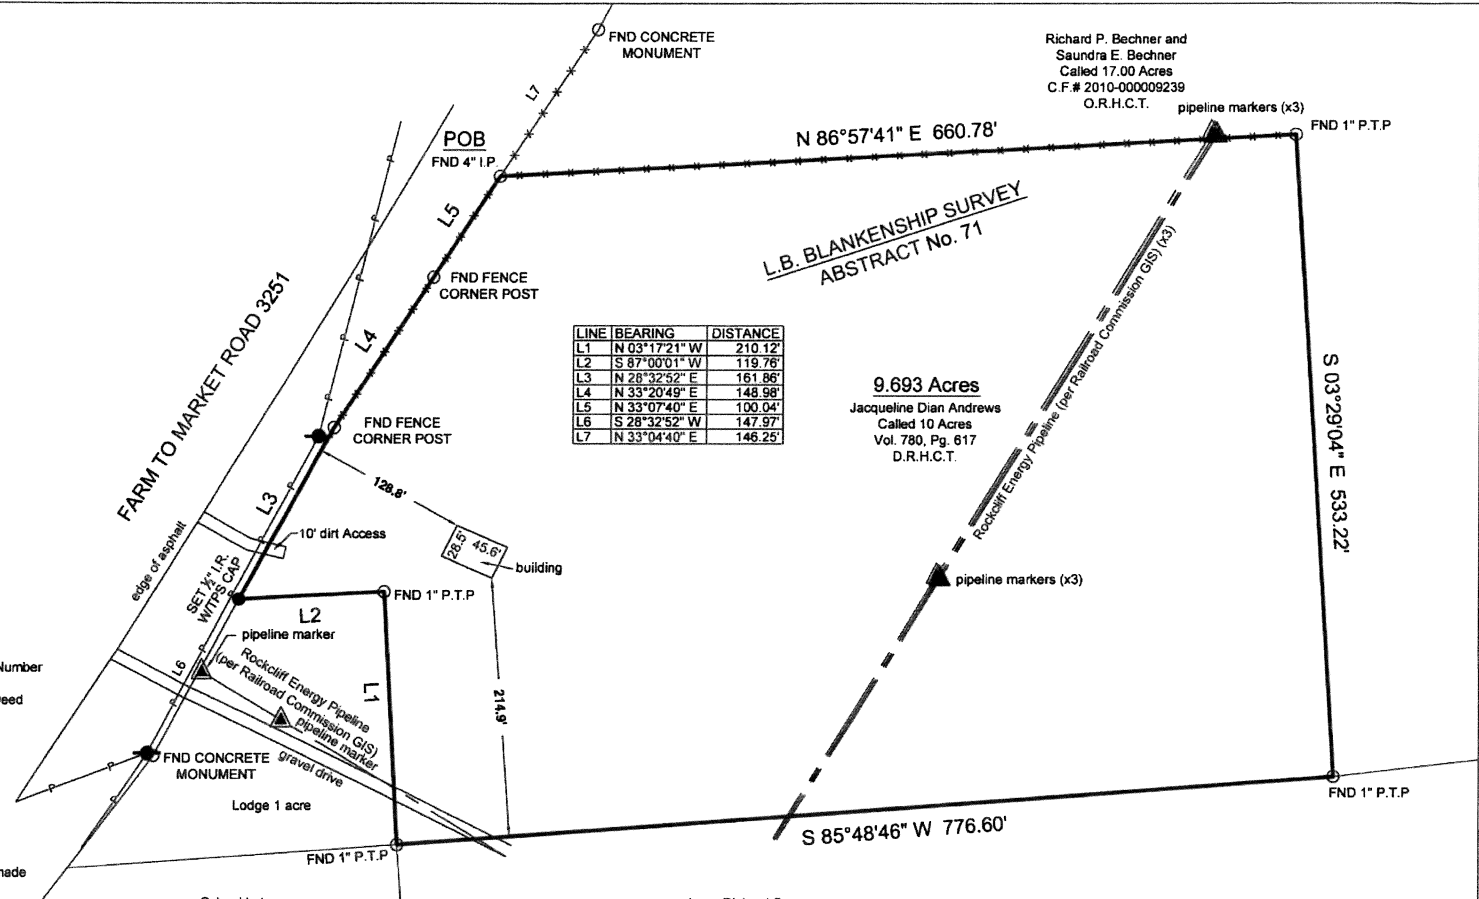 FND CONCRETE
MONUMENT
L7
Richard P. Bechner and
Saundra E. Bechner
Called 17.00 Acres
C.F.# 2010-000009239
O.R.H.C.T.
pipeline markers (x3)
FND 1" P.T.P
N 86°57'41" E 660.78'
POB
FND 4" I.P.
L5
L.B. BLANKENSHIP SURVEY
ABSTRACT No. 71
FND FENCE
CORNER POST
L4
FARM TO MARKET ROAD 3251
LINE BEARING DISTANCE
L1 N 03°17'21" W 210.12'
L2 S 87°00'01" W 119.76'
L3 N 28°32'52" E 161.86'
L4 N 33°20'49" E 148.98'
L5 N 33°07'40" E 100.04'
L6 S 28°32'52" W 147.97'
L7 N 33°04'40" E 146.25'
9.693 Acres
Jacqueline Dian Andrews
Called 10 Acres
Vol. 780, Pg. 617
D.R.H.C.T.
Rockcliff Energy Pipeline (per Railroad Commission GIS) (x3)
S 03°29'04" E 533.22'
FND FENCE
CORNER POST
128.8'
L3
10' dirt Access
28.5'
45.6'
building
edge of asphalt
SET ½" I.R.
W/TPS CAP
P
P
P
P
P
P
P
P
P
P
P
FND 1" P.T.P
L2
pipeline markers (x3)
pipeline marker
L6
Rockcliff Energy Pipeline
(per Railroad Commission GIS)
pipeline marker
L1
214.9'
Number
eed
FND CONCRETE
MONUMENT
gravel drive
Lodge 1 acre
FND 1" P.T.P
S 85°48'46" W 776.60'
FND 1" P.T.P
nade